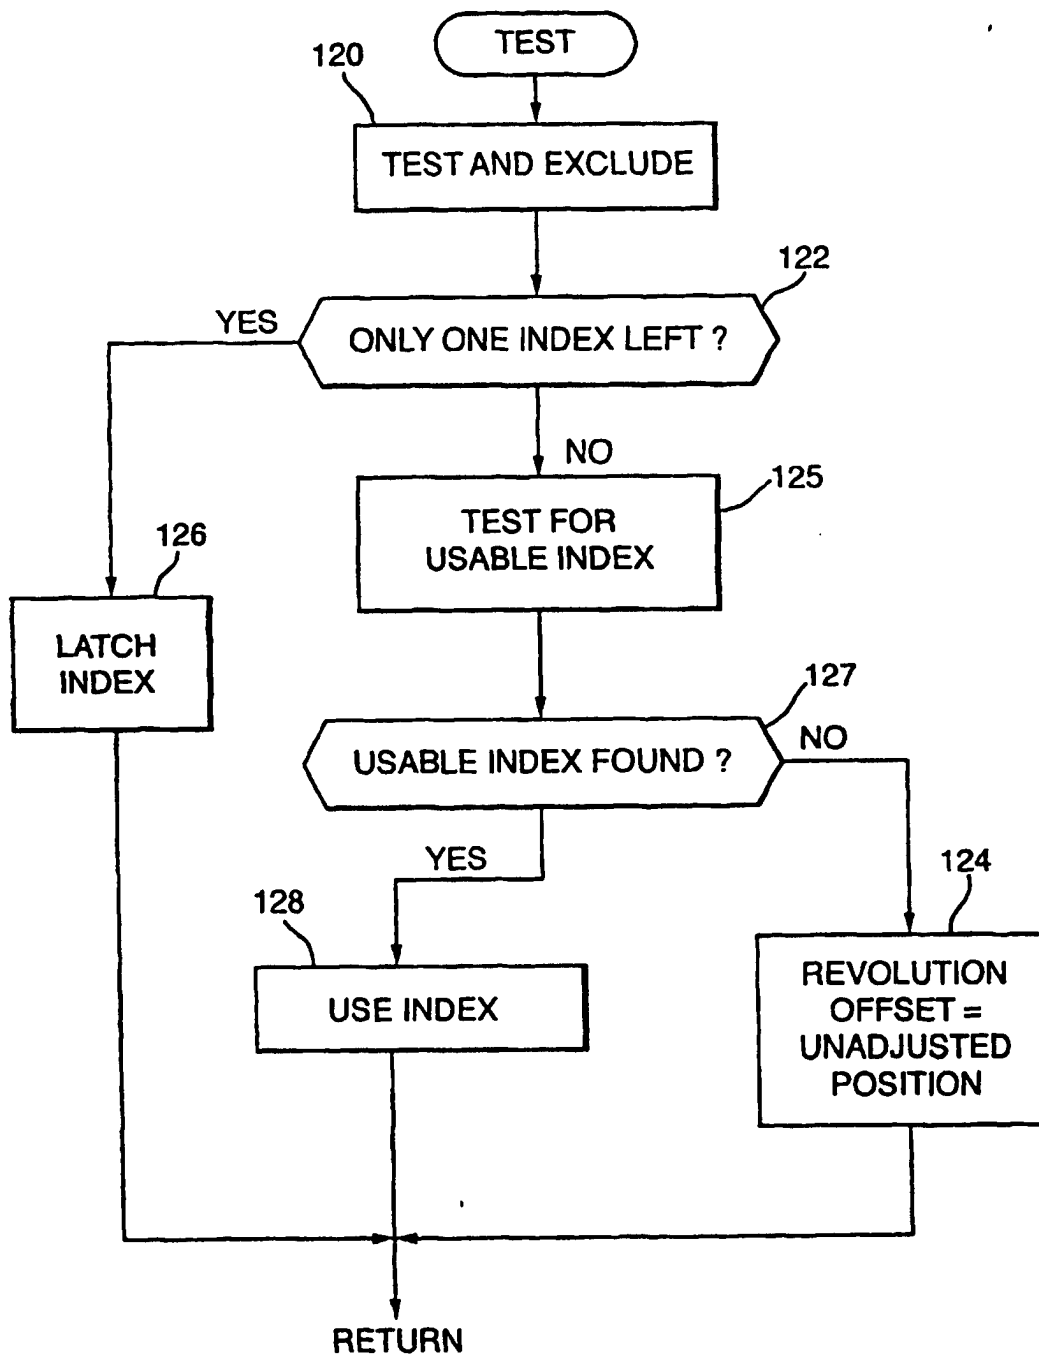 TEST
120
TEST AND EXCLUDE
122
ONLY ONE INDEX LEFT ?
YES
NO
125
TEST FOR
USABLE INDEX
126
LATCH
INDEX
127
USABLE INDEX FOUND ?
NO
YES
124
REVOLUTION
OFFSET =
UNADJUSTED
POSITION
128
USE INDEX
RETURN